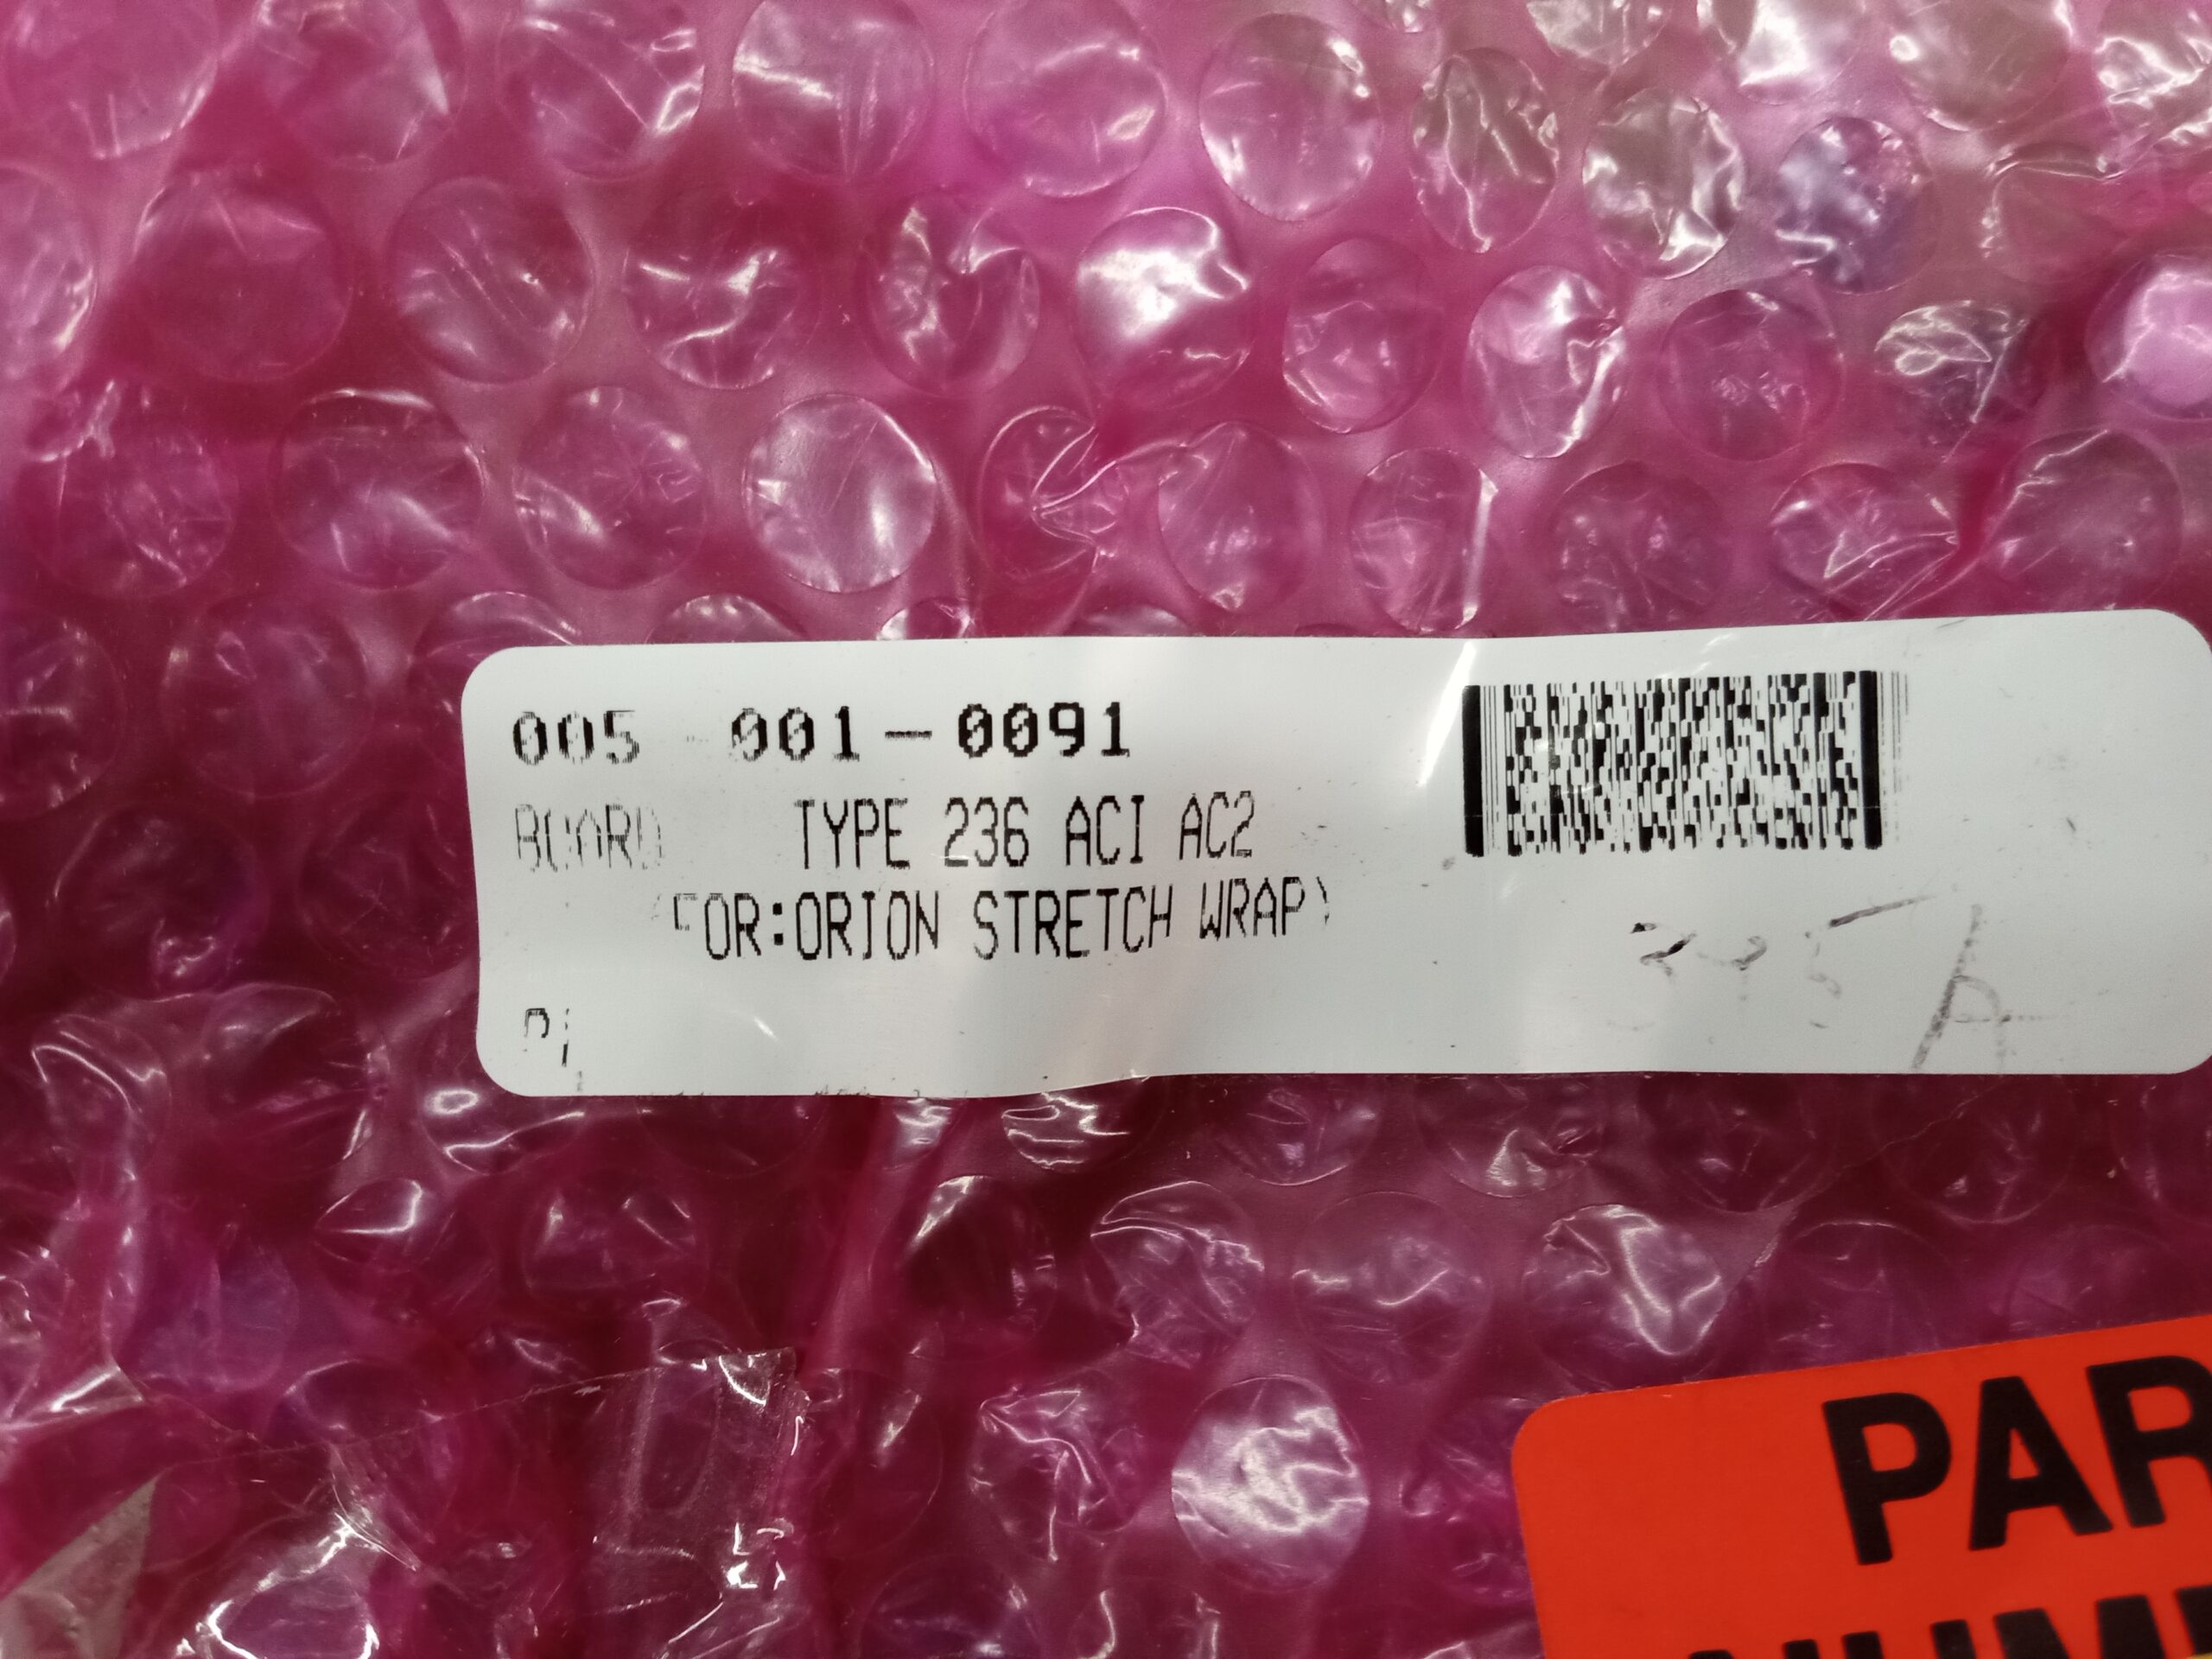 005 001-0091
BOARD TYPE 236 ACI AC2
(FOR:ORION STRETCH WRAP)
PAR